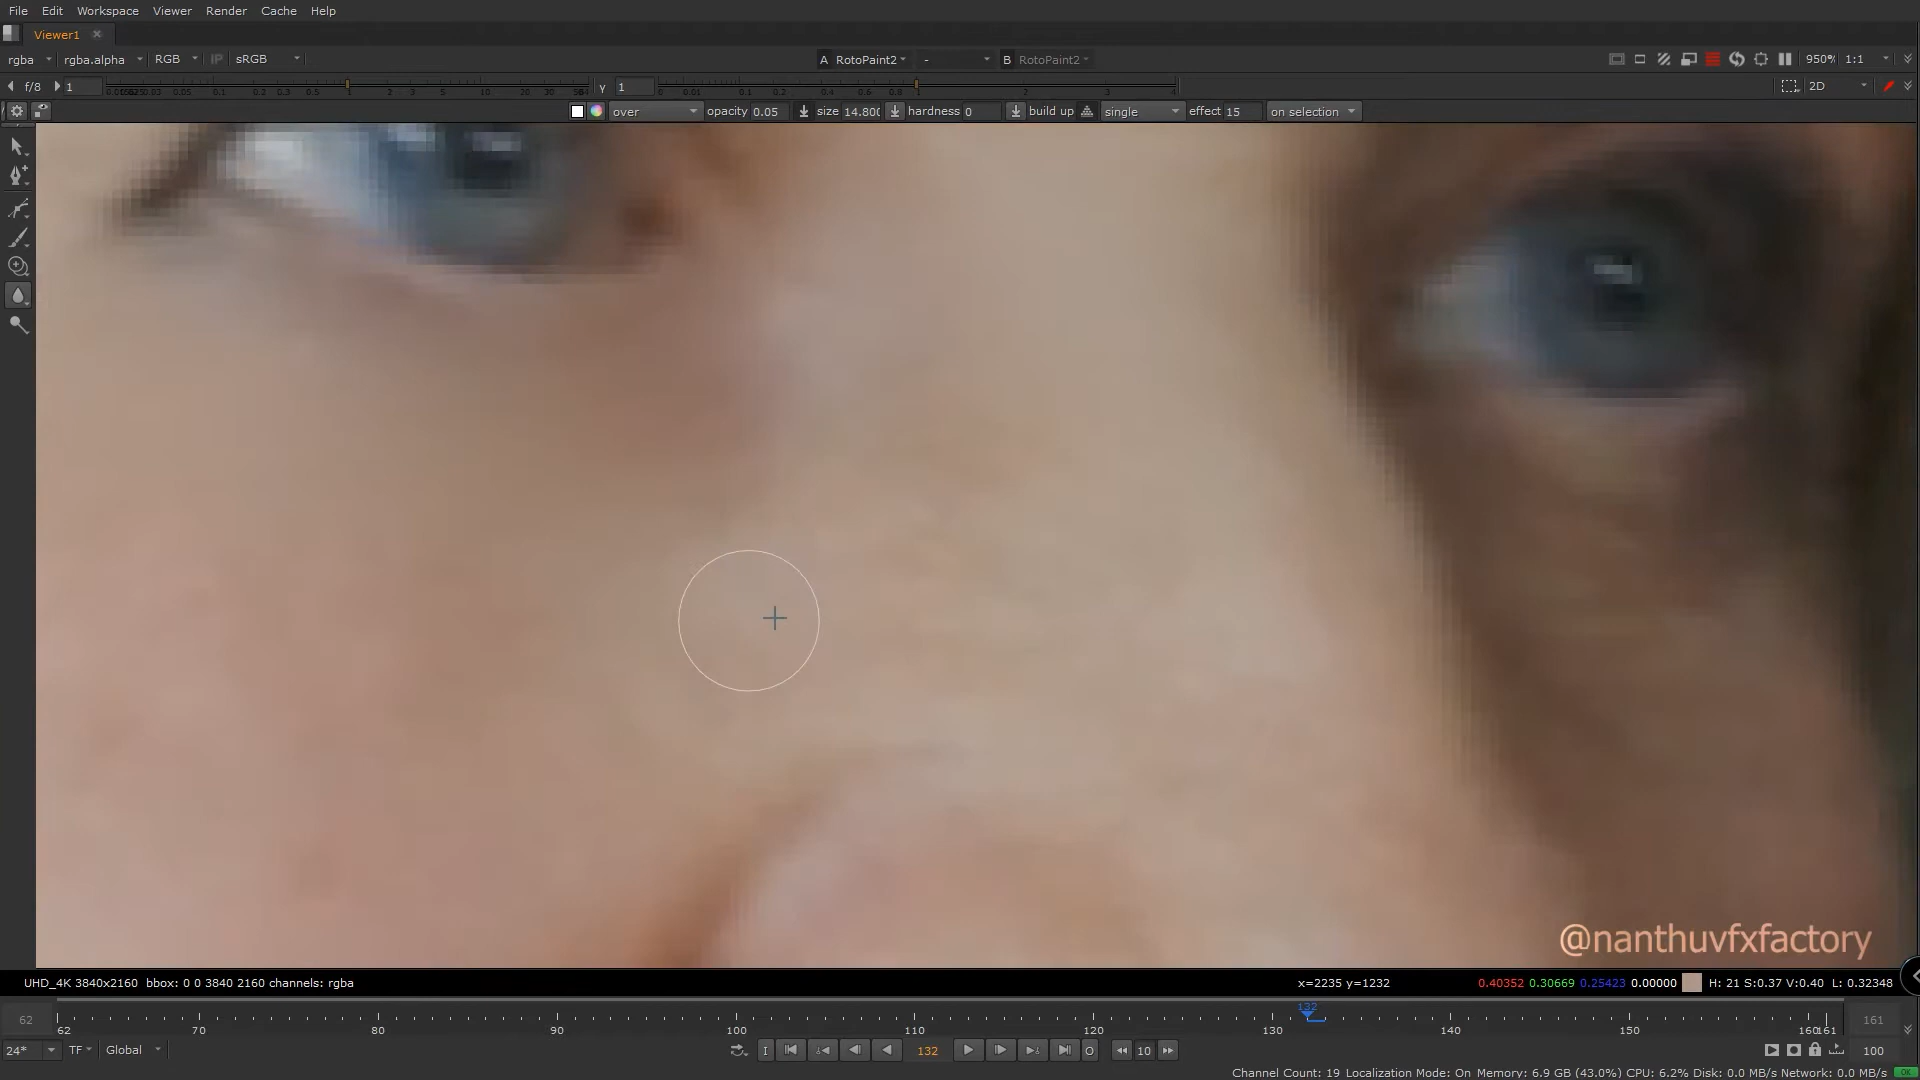 File Edit Workspace Viewer Render Cache Help
Viewer1
rgba rgba.alpha RGB IP sRGB A RotoPaint2 - B RotoPaint2 950% 1:1
f/8 1 Y 1 2D
over opacity 0.05 size 14.800 hardness 0 build up single effect 15 on selection
@nanthuvfxfactory
UHD_4K 3840x2160 bbox: 0 0 3840 2160 channels: rgba x=2235 y=1232 0.40352 0.30669 0.25423 0.00000 H: 21 S:0.37 V:0.40 L: 0.32348
62 132 161
62 70 80 90 100 110 120 130 140 150 160 161
24* TF Global I 132 O 10 100
Channel Count: 19 Localization Mode: On Memory: 6.9 GB (43.0%) CPU: 6.2% Disk: 0.0 MB/s Network: 0.0 MB/s OK